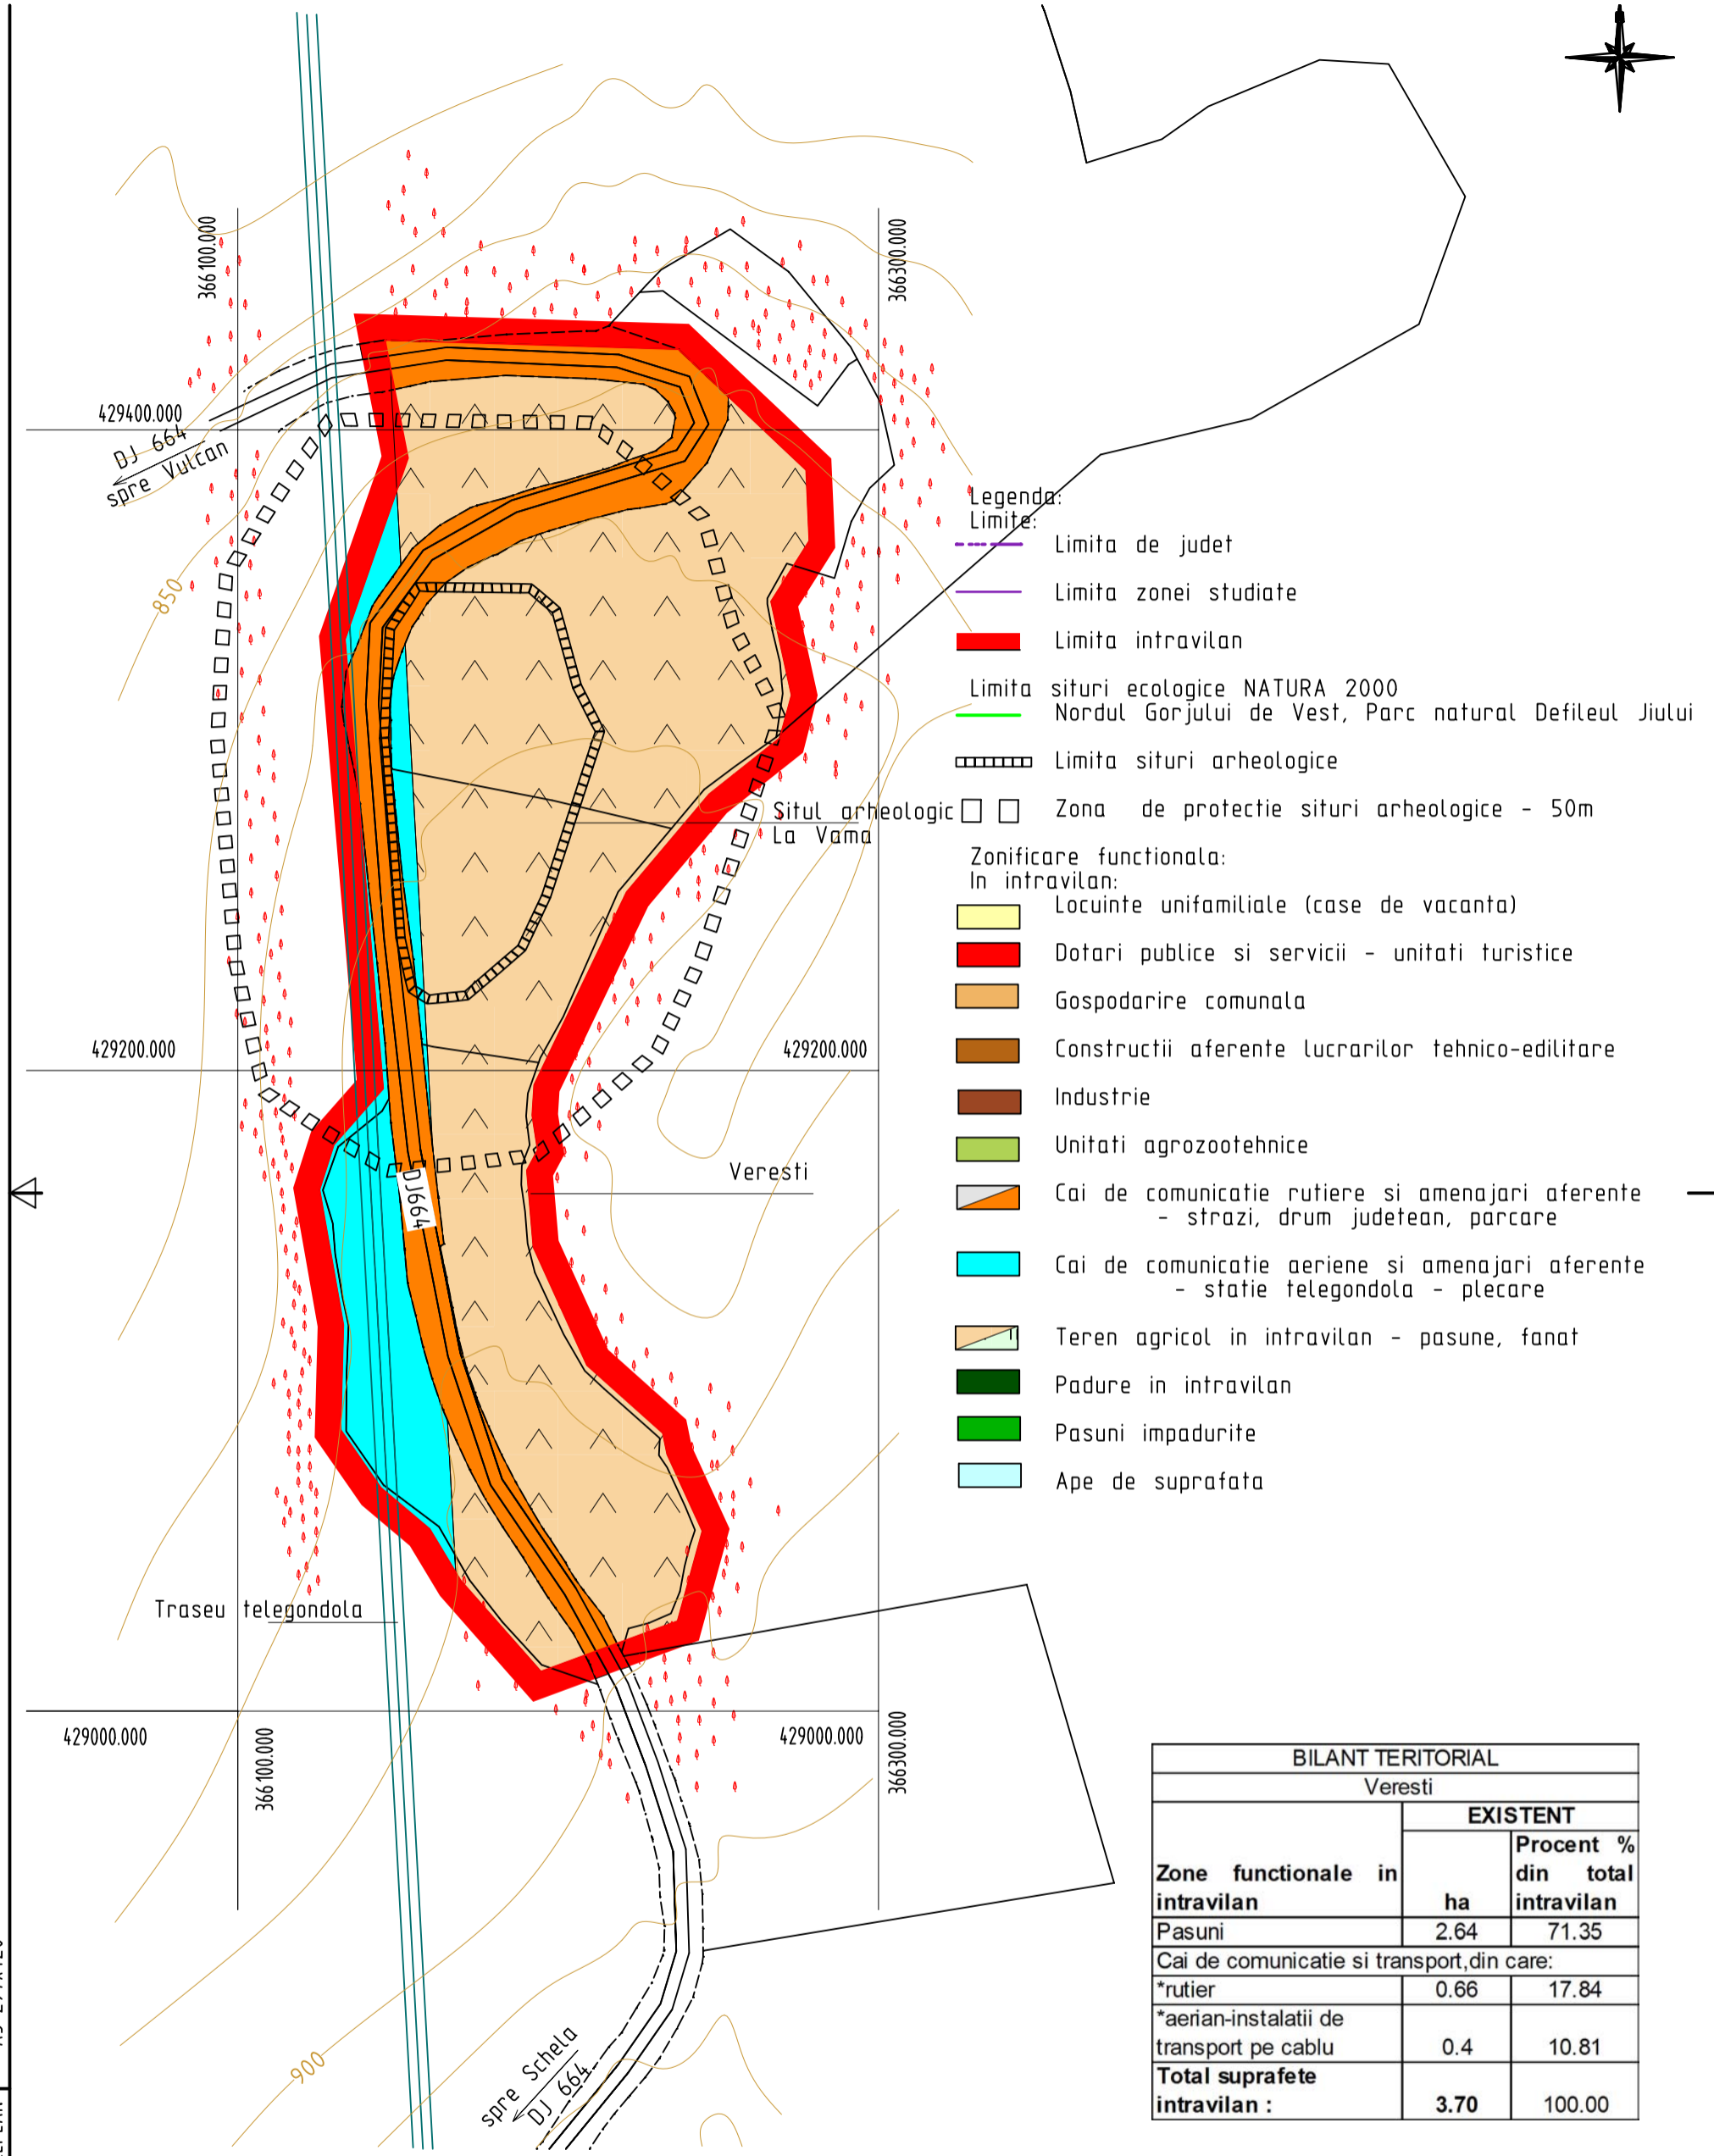 366100.000
366300.000
429400.000
DJ 664
spre Vulcan
850
Legenda:
Limite:
Limita de judet
Limita zonei studiate
Limita intravilan
Limita situri ecologice NATURA 2000
Nordul Gorjului de Vest, Parc natural Defileul Jiului
Limita situri arheologice
Zona de protectie situri arheologice - 50m
Situl arheologic
La Vama
Zonificare functionala:
In intravilan:
Locuinte unifamiliale (case de vacanta)
Dotari publice si servicii - unitati turistice
Gospodarire comunala
Constructii aferente lucrarilor tehnico-edilitare
Industrie
Unitati agrozootehnice
Cai de comunicatie rutiere si amenajari aferente
- strazi, drum judetean, parcare
Cai de comunicatie aeriene si amenajari aferente
- statie telegondola - plecare
Teren agricol in intravilan - pasune, fanat
Padure in intravilan
Pasuni impadurite
Ape de suprafata
429200.000
429200.000
Veresti
DJ664
Traseu telegondola
429000.000
366100.000
429000.000
366300.000
900
spre Schela
DJ 664
BILANT TERITORIAL
Veresti
EXISTENT
Zone functionale in intravilan
ha
Procent % din total intravilan
Pasuni 2.64 71.35
Cai de comunicatie si transport,din care:
*rutier 0.66 17.84
*aerian-instalatii de
transport pe cablu 0.4 10.81
Total suprafete
intravilan : 3.70 100.00